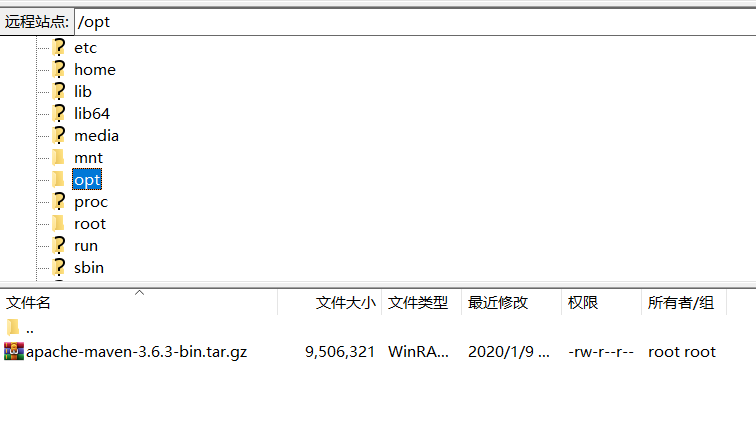 远程站点: /opt
etc
home
lib
lib64
media
mnt
opt
proc
root
run
sbin
文件名 文件大小 文件类型 最近修改 权限 所有者/组
..
apache-maven-3.6.3-bin.tar.gz 9,506,321 WinRA... 2020/1/9 ... -rw-r--r-- root root